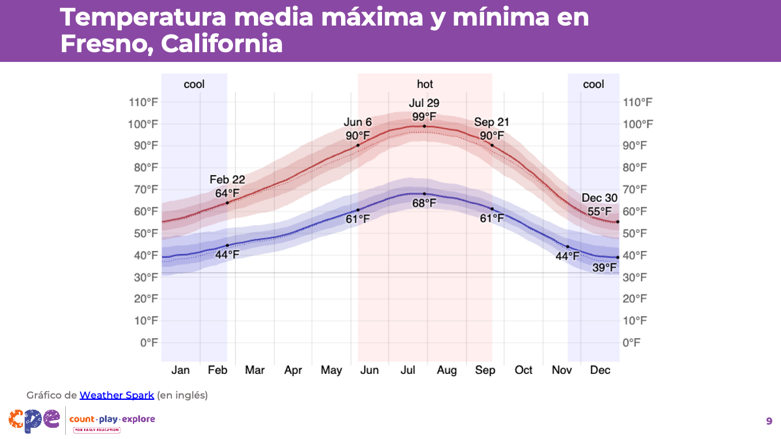 Temperatura media máxima y mínima en
Fresno, California
cool hot cool
110°F 110°F
100°F 100°F
90°F 90°F
80°F 80°F
70°F 70°F
60°F 60°F
50°F 50°F
40°F 40°F
30°F 30°F
20°F 20°F
10°F 10°F
0°F 0°F
Feb 22
64°F
Jun 6
90°F
Jul 29
99°F
Sep 21
90°F
Dec 30
55°F
44°F
61°F
68°F
61°F
44°F
39°F
Jan Feb Mar Apr May Jun Jul Aug Sep Oct Nov Dec
Gráfico de Weather Spark (en inglés)
cpe
count·play·explore
FOR EARLY EDUCATION
9